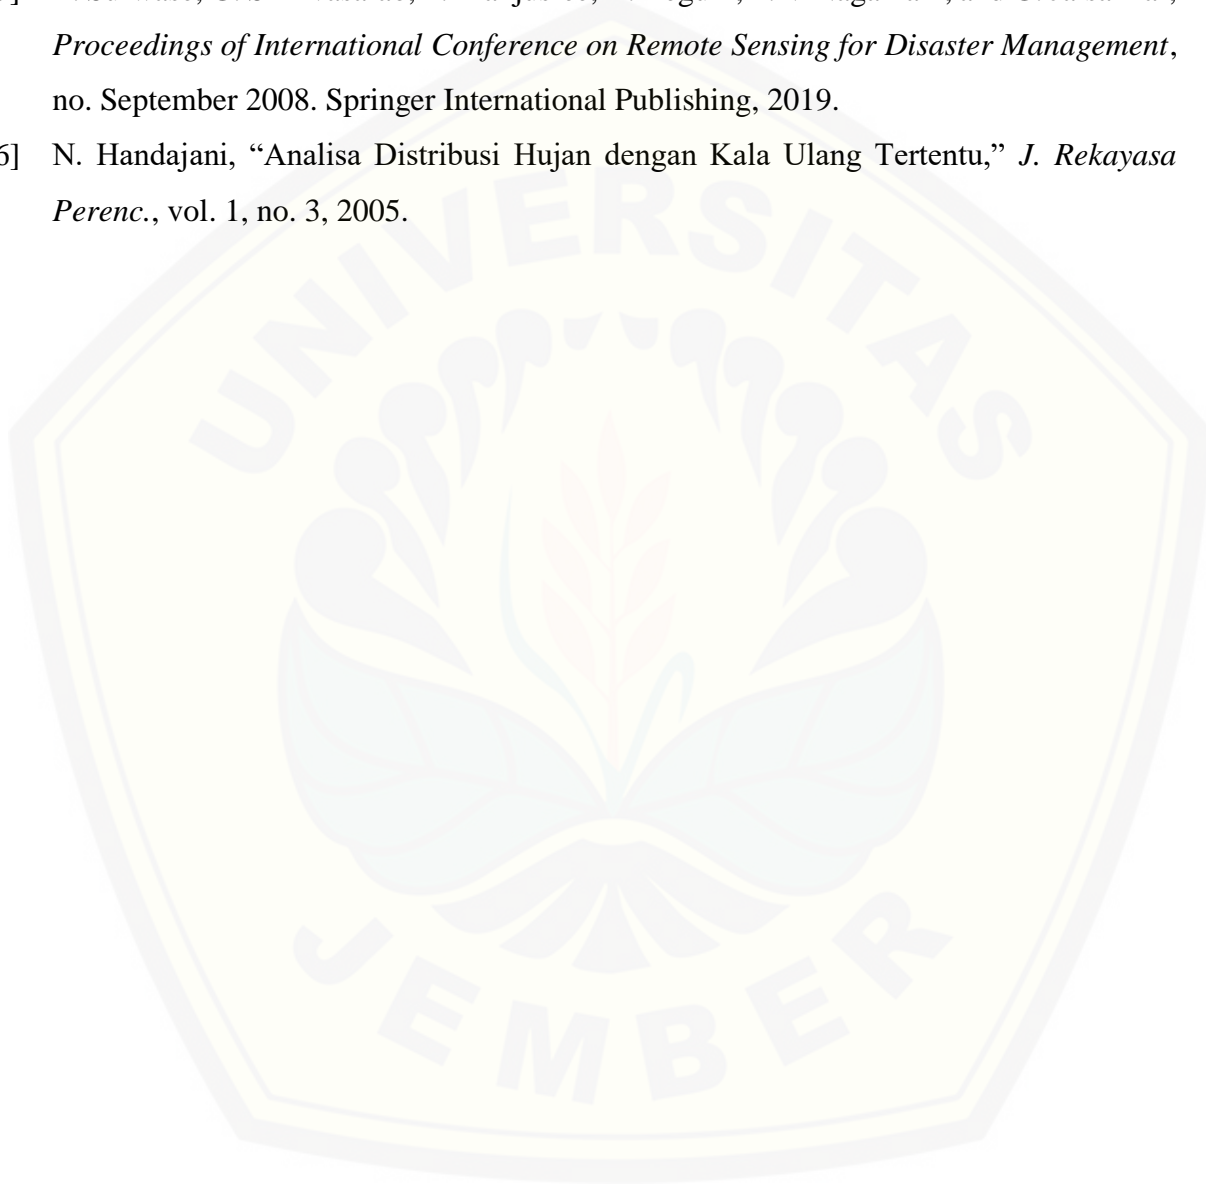 Proceedings of International Conference on Remote Sensing for Disaster Management,
no. September 2008. Springer International Publishing, 2019.
6] N. Handajani, “Analisa Distribusi Hujan dengan Kala Ulang Tertentu,” J. Rekayasa
Perenc., vol. 1, no. 3, 2005.
UNIVERSITAS
JEMBER